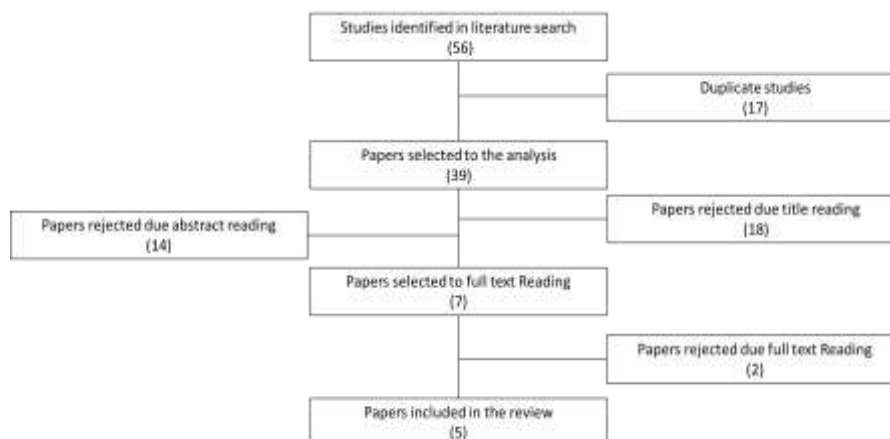 Studies identified in literature search
(56)
Duplicate studies
(17)
Papers selected to the analysis
(39)
Papers rejected due title reading
(18)
Papers rejected due abstract reading
(14)
Papers selected to full text Reading
(7)
Papers rejected due full text Reading
(2)
Papers included in the review
(5)